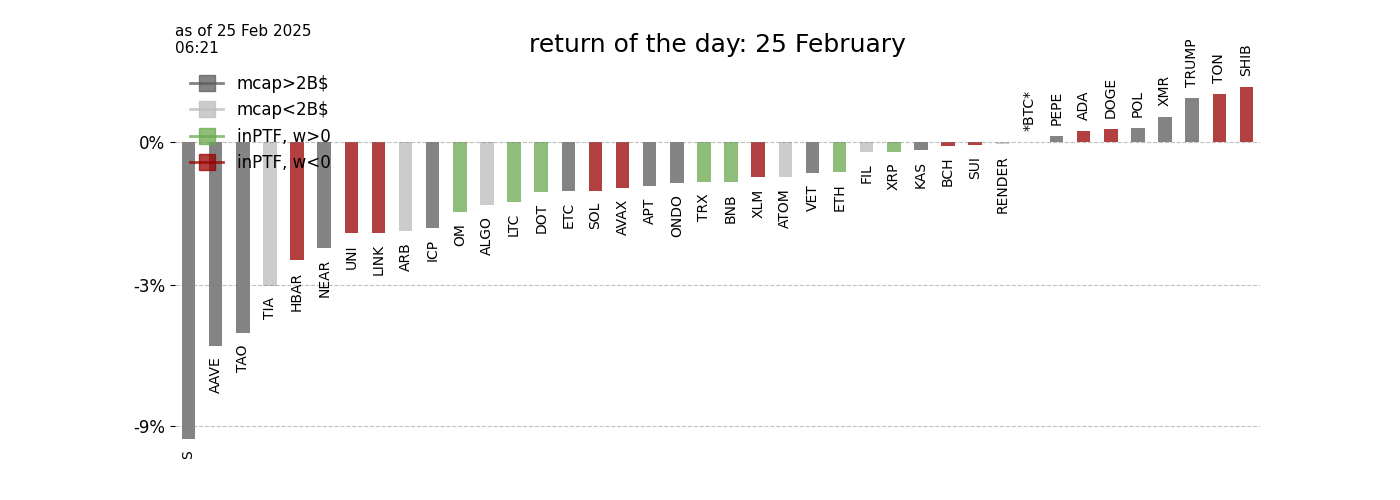 as of 25 Feb 2025
06:21
return of the day: 25 February
mcap>2B$
mcap<2B$
inPTF, w>0
inPTF, w<0
0%
-3%
-9%
S
AAVE
TAO
TIA
HBAR
NEAR
UNI
LINK
ARB
ICP
OM
ALGO
LTC
DOT
ETC
SOL
AVAX
APT
ONDO
TRX
BNB
XLM
ATOM
VET
ETH
FIL
XRP
KAS
BCH
SUI
RENDER
*BTC*
PEPE
ADA
DOGE
POL
XMR
TRUMP
TON
SHIB